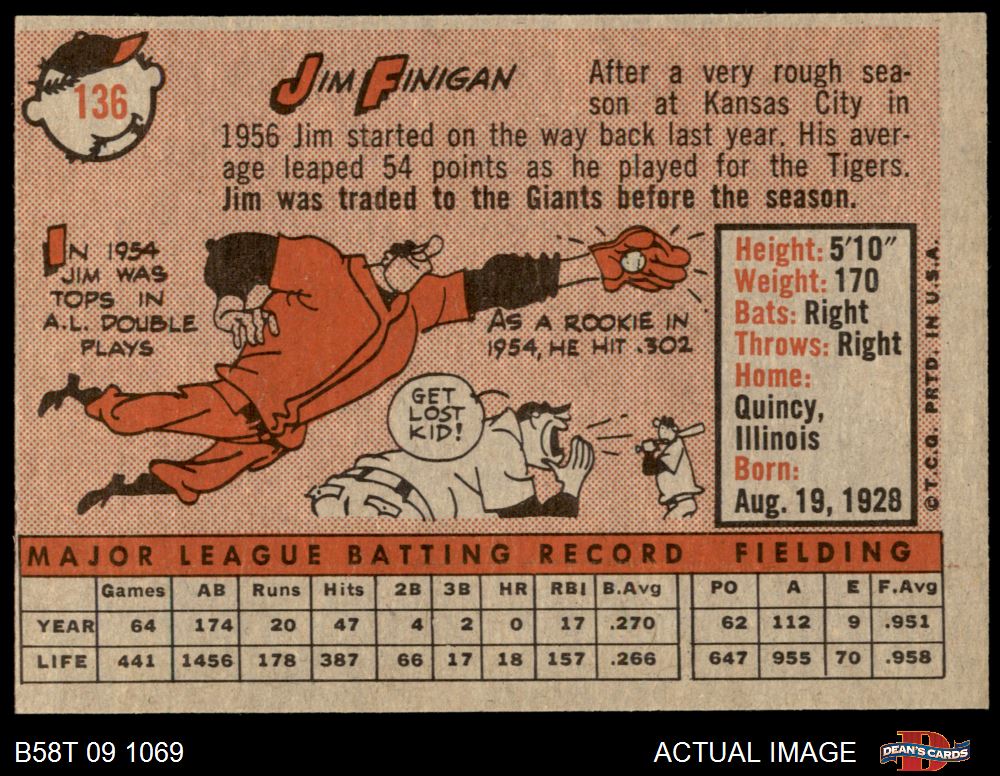 136
JIM FINIGAN
After a very rough sea-
son at Kansas City in
1956 Jim started on the way back last year. His aver-
age leaped 54 points as he played for the Tigers.
Jim was traded to the Giants before the season.
IN 1954
JIM WAS
TOPS IN
A.L. DOUBLE
PLAYS
AS A ROOKIE IN
1954, HE HIT .302
GET
LOST
KID!
Height: 5'10"
Weight: 170
Bats: Right
Throws: Right
Home:
Quincy,
Illinois
Born:
Aug. 19, 1928
© T.C.G. PRTD. IN U.S.A.
MAJOR LEAGUE BATTING RECORD FIELDING
Games AB Runs Hits 2B 3B HR RBI B.Avg PO A E F.Avg
YEAR 64 174 20 47 4 2 0 17 .270 62 112 9 .951
LIFE 441 1456 178 387 66 17 18 157 .266 647 955 70 .958
B58T 09 1069
ACTUAL IMAGE
DEAN'S CARDS